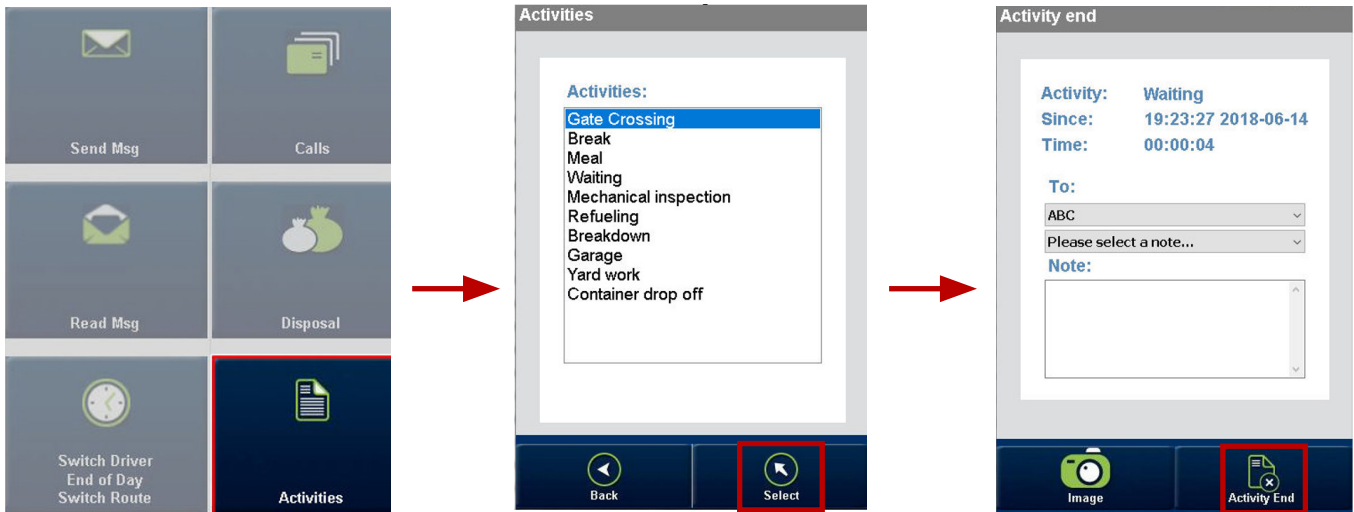 Send Msg
Calls
Read Msg
Disposal
Switch Driver
End of Day
Switch Route
Activities
Activities
Activities:
Gate Crossing
Break
Meal
Waiting
Mechanical inspection
Refueling
Breakdown
Garage
Yard work
Container drop off
Back
Select
Activity end
Activity: Waiting
Since: 19:23:27 2018-06-14
Time: 00:00:04
To:
ABC
Please select a note...
Note:
Image
Activity End